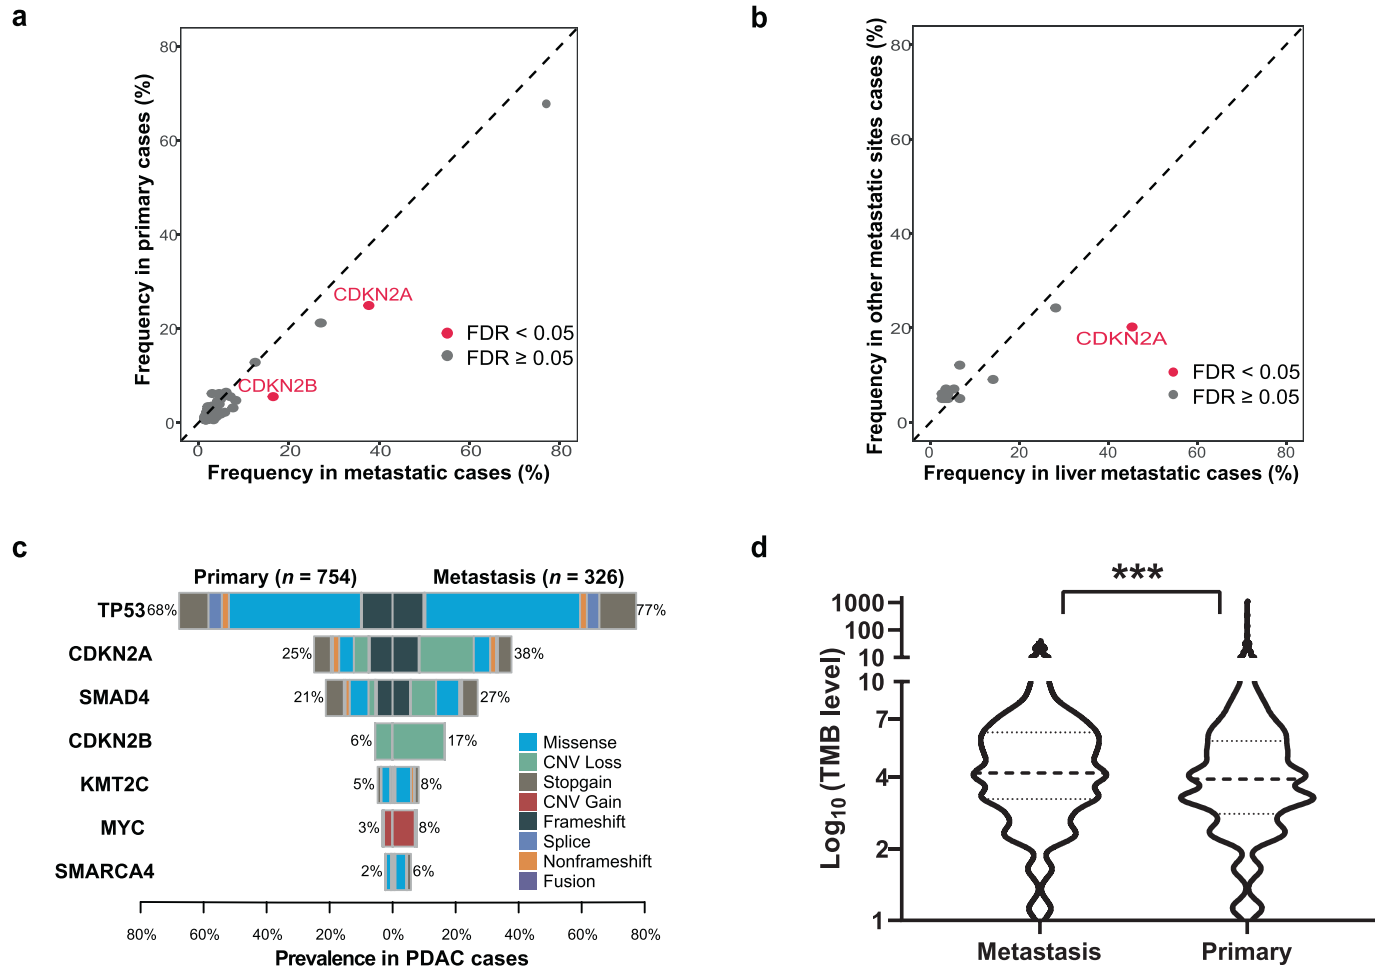 a
Frequency in primary cases (%)
80
60
40
20
0
CDKN2A
CDKN2B
FDR < 0.05
FDR ≥ 0.05
0 20 40 60 80
Frequency in metastatic cases (%)
b
Frequency in other metastatic sites cases (%)
80
60
40
20
0
CDKN2A
FDR < 0.05
FDR ≥ 0.05
0 20 40 60 80
Frequency in liver metastatic cases (%)
c
Primary (n = 754) Metastasis (n = 326)
TP53 68% 77%
CDKN2A 25% 38%
SMAD4 21% 27%
CDKN2B 6% 17%
KMT2C 5% 8%
MYC 3% 8%
SMARCA4 2% 6%
Missense
CNV Loss
Stopgain
CNV Gain
Frameshift
Splice
Nonframeshift
Fusion
80% 60% 40% 20% 0% 20% 40% 60% 80%
Prevalence in PDAC cases
d
Log10 (TMB level)
***
1000
100
10
10
7
4
2
1
Metastasis Primary